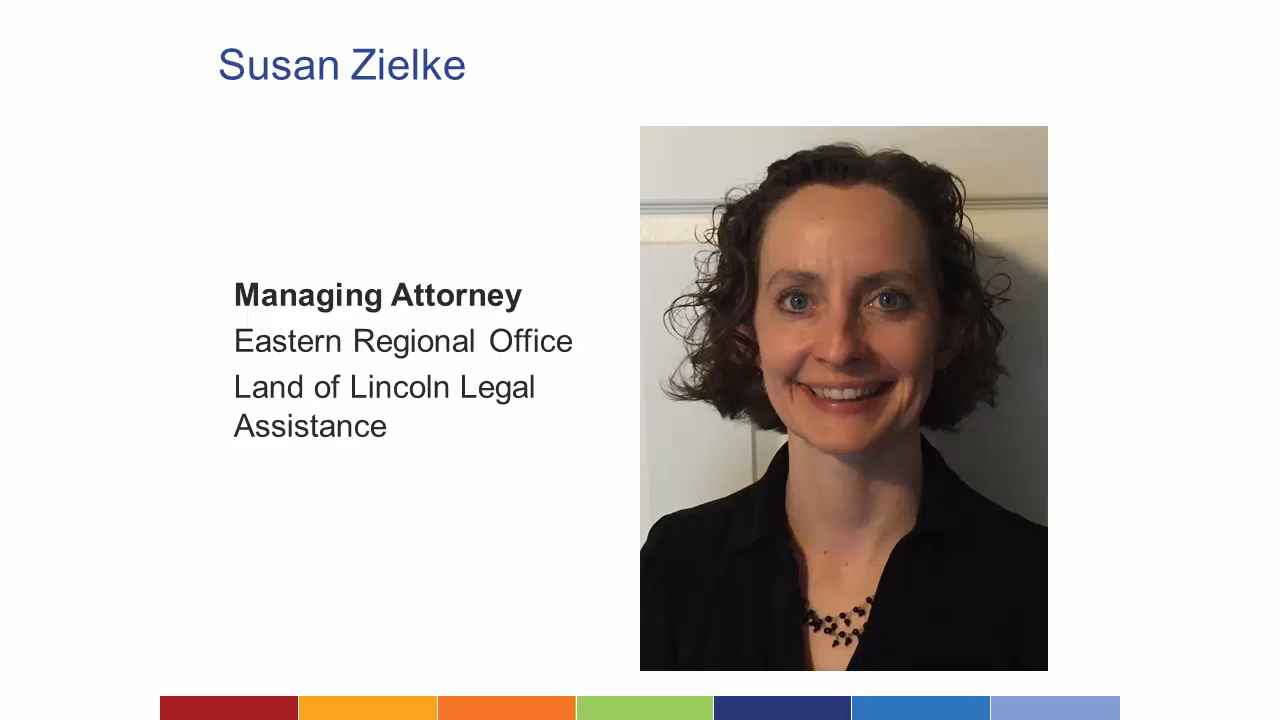 Susan Zielke
Managing Attorney
Eastern Regional Office
Land of Lincoln Legal
Assistance